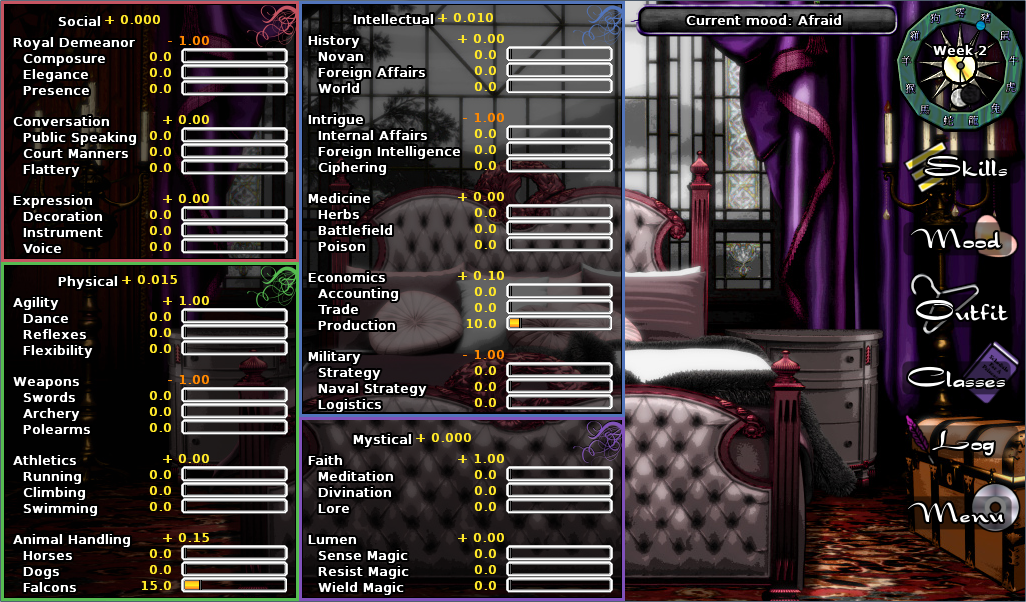 Social + 0.000
Royal Demeanor - 1.00
Composure 0.0
Elegance 0.0
Presence 0.0
Conversation + 0.00
Public Speaking 0.0
Court Manners 0.0
Flattery 0.0
Expression + 0.00
Decoration 0.0
Instrument 0.0
Voice 0.0
Physical + 0.015
Agility + 1.00
Dance 0.0
Reflexes 0.0
Flexibility 0.0
Weapons - 1.00
Swords 0.0
Archery 0.0
Polearms 0.0
Athletics + 0.00
Running 0.0
Climbing 0.0
Swimming 0.0
Animal Handling + 0.15
Horses 0.0
Dogs 0.0
Falcons 15.0
Intellectual + 0.010
History + 0.00
Novan 0.0
Foreign Affairs 0.0
World 0.0
Intrigue - 1.00
Internal Affairs 0.0
Foreign Intelligence 0.0
Ciphering 0.0
Medicine + 0.00
Herbs 0.0
Battlefield 0.0
Poison 0.0
Economics + 0.10
Accounting 0.0
Trade 0.0
Production 10.0
Military - 1.00
Strategy 0.0
Naval Strategy 0.0
Logistics 0.0
Mystical + 0.000
Faith + 1.00
Meditation 0.0
Divination 0.0
Lore 0.0
Lumen + 0.00
Sense Magic 0.0
Resist Magic 0.0
Wield Magic 0.0
Current mood: Afraid
Week 2
Skills
Mood
Outfit
Classes
Log
Menu